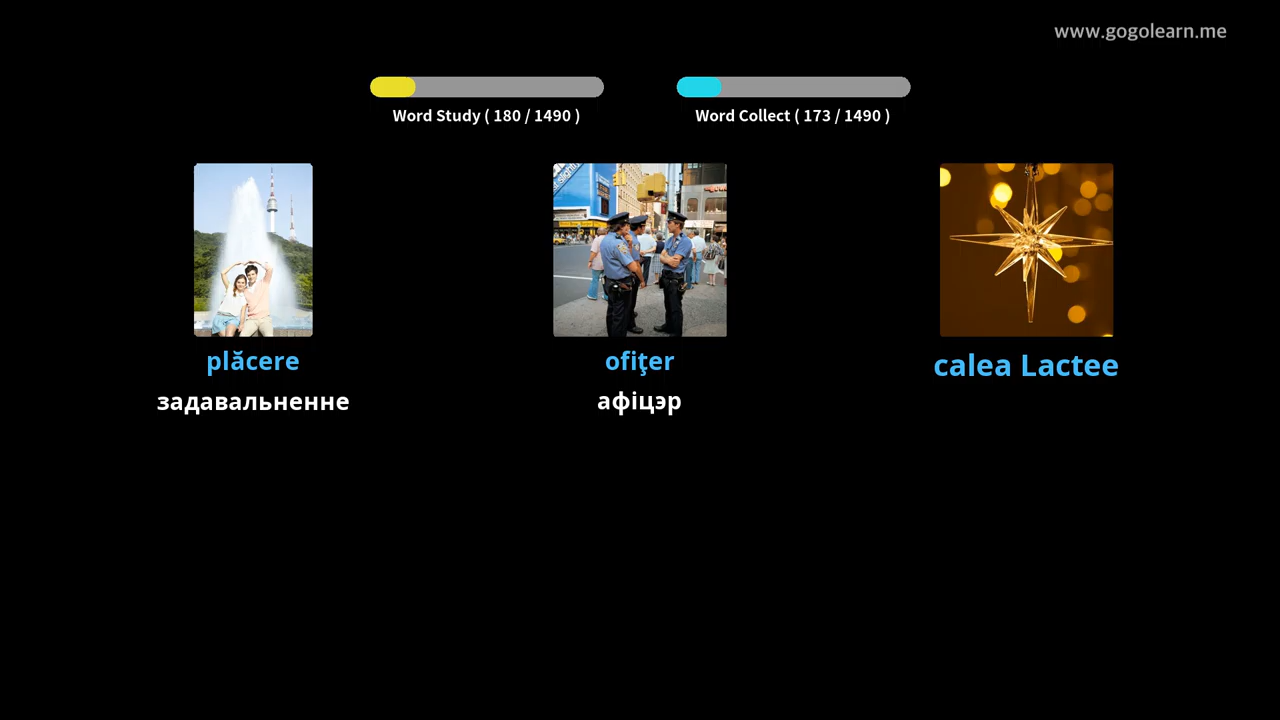 www.gogolearn.me
Word Study ( 180 / 1490 )
Word Collect ( 173 / 1490 )
plăcere
ofiţer
calea Lactee
задавальненне
афіцэр